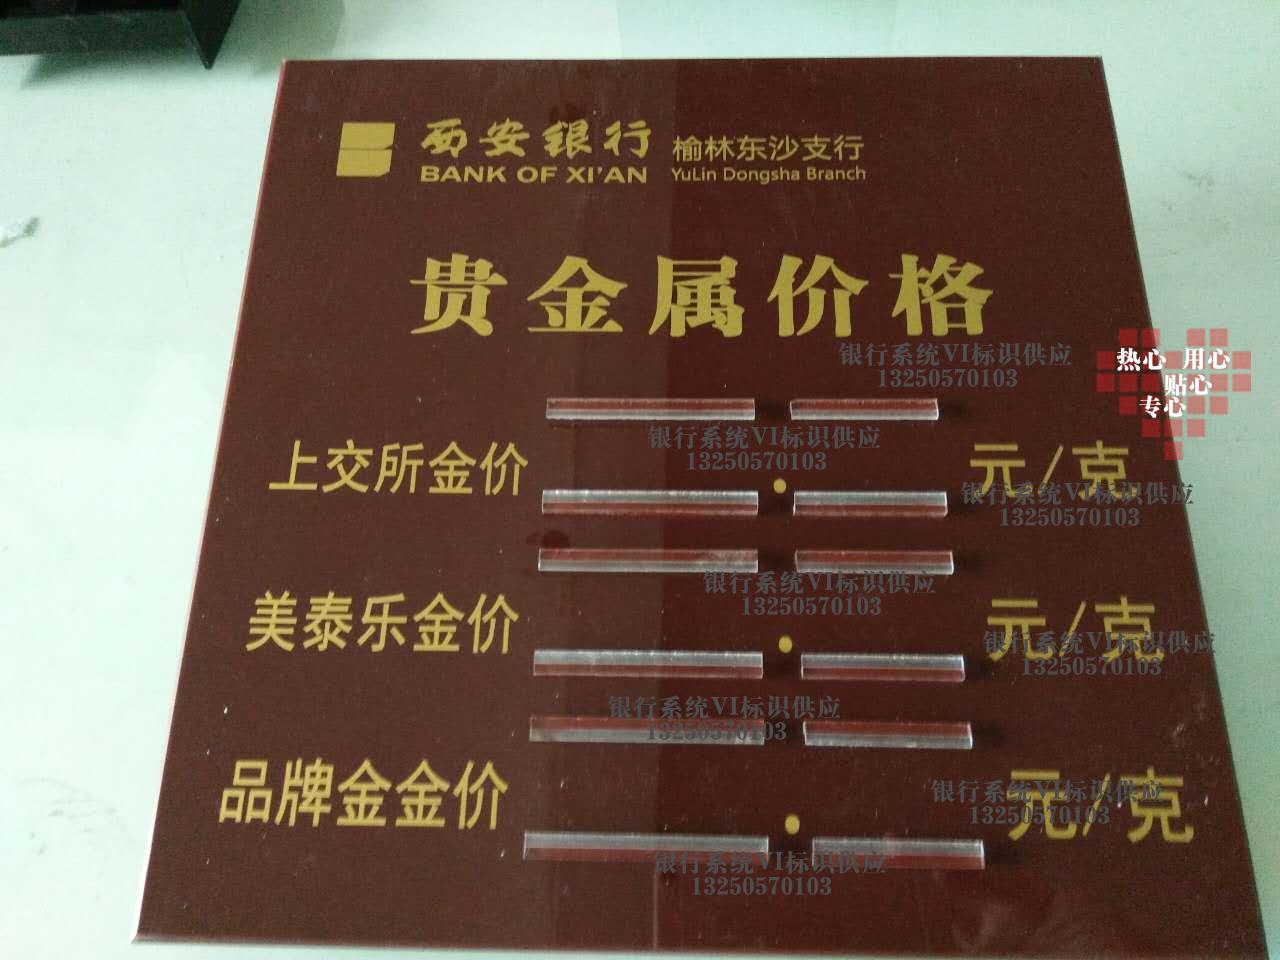 西安银行 榆林东沙支行
BANK OF XI'AN YuLin Dongsha Branch
贵金属价格
银行系统VI标识供应
13250570103
热心 用心
贴心
专心
银行系统VI标识供应
13250570103
上交所金价 · 元/克
银行系统VI标识供应
13250570103
银行系统VI标识供应
13250570103
美泰乐金价 · 元/克
银行系统VI标识供应
13250570103
银行系统VI标识供应
13250570103
品牌金金价 · 元/克
银行系统VI标识供应
13250570103
银行系统VI标识供应
13250570103